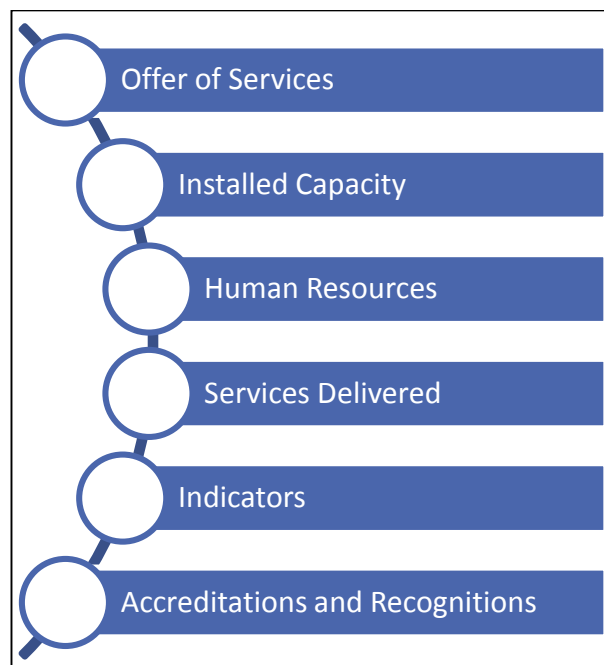 Offer of Services
Installed Capacity
Human Resources
Services Delivered
Indicators
Accreditations and Recognitions